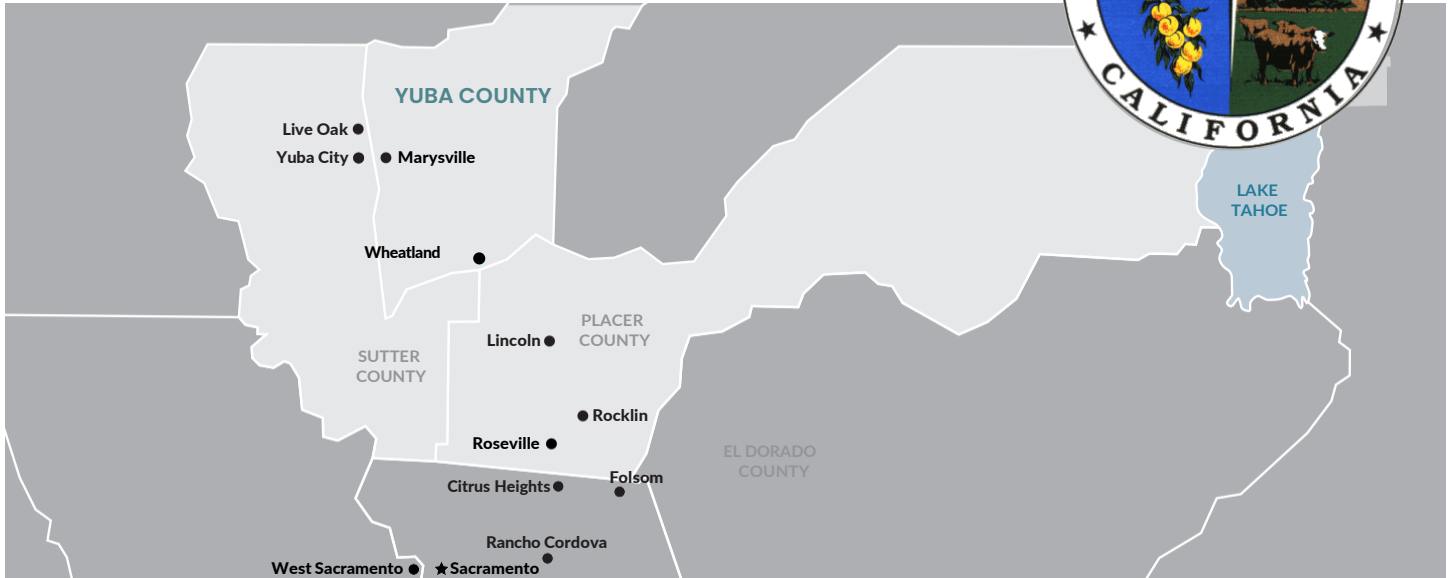 CALIFORNIA
YUBA COUNTY
Live Oak
Yuba City
Marysville
LAKE
TAHOE
Wheatland
PLACER
COUNTY
Lincoln
SUTTER
COUNTY
Rocklin
Roseville
EL DORADO
COUNTY
Folsom
Citrus Heights
Rancho Cordova
West Sacramento
Sacramento